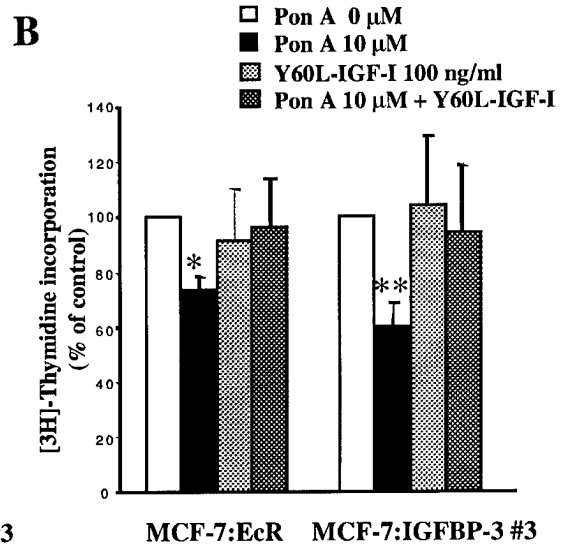 B
Pon A 0 µM
Pon A 10 µM
Y60L-IGF-I 100 ng/ml
Pon A 10 µM + Y60L-IGF-I
[3H]-Thymidine incorporation
(% of control)
140
120
100
80
60
40
20
0
*
**
3 MCF-7:EcR MCF-7:IGFBP-3 #3